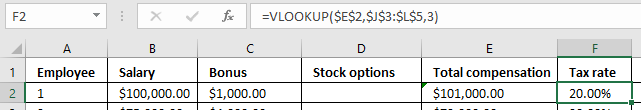 F2 fx =VLOOKUP($E$2,$J$3:$L$5,3)
A B C D E F
1 Employee Salary Bonus Stock options Total compensation Tax rate
2 1 $100,000.00 $1,000.00 $101,000.00 20.00%